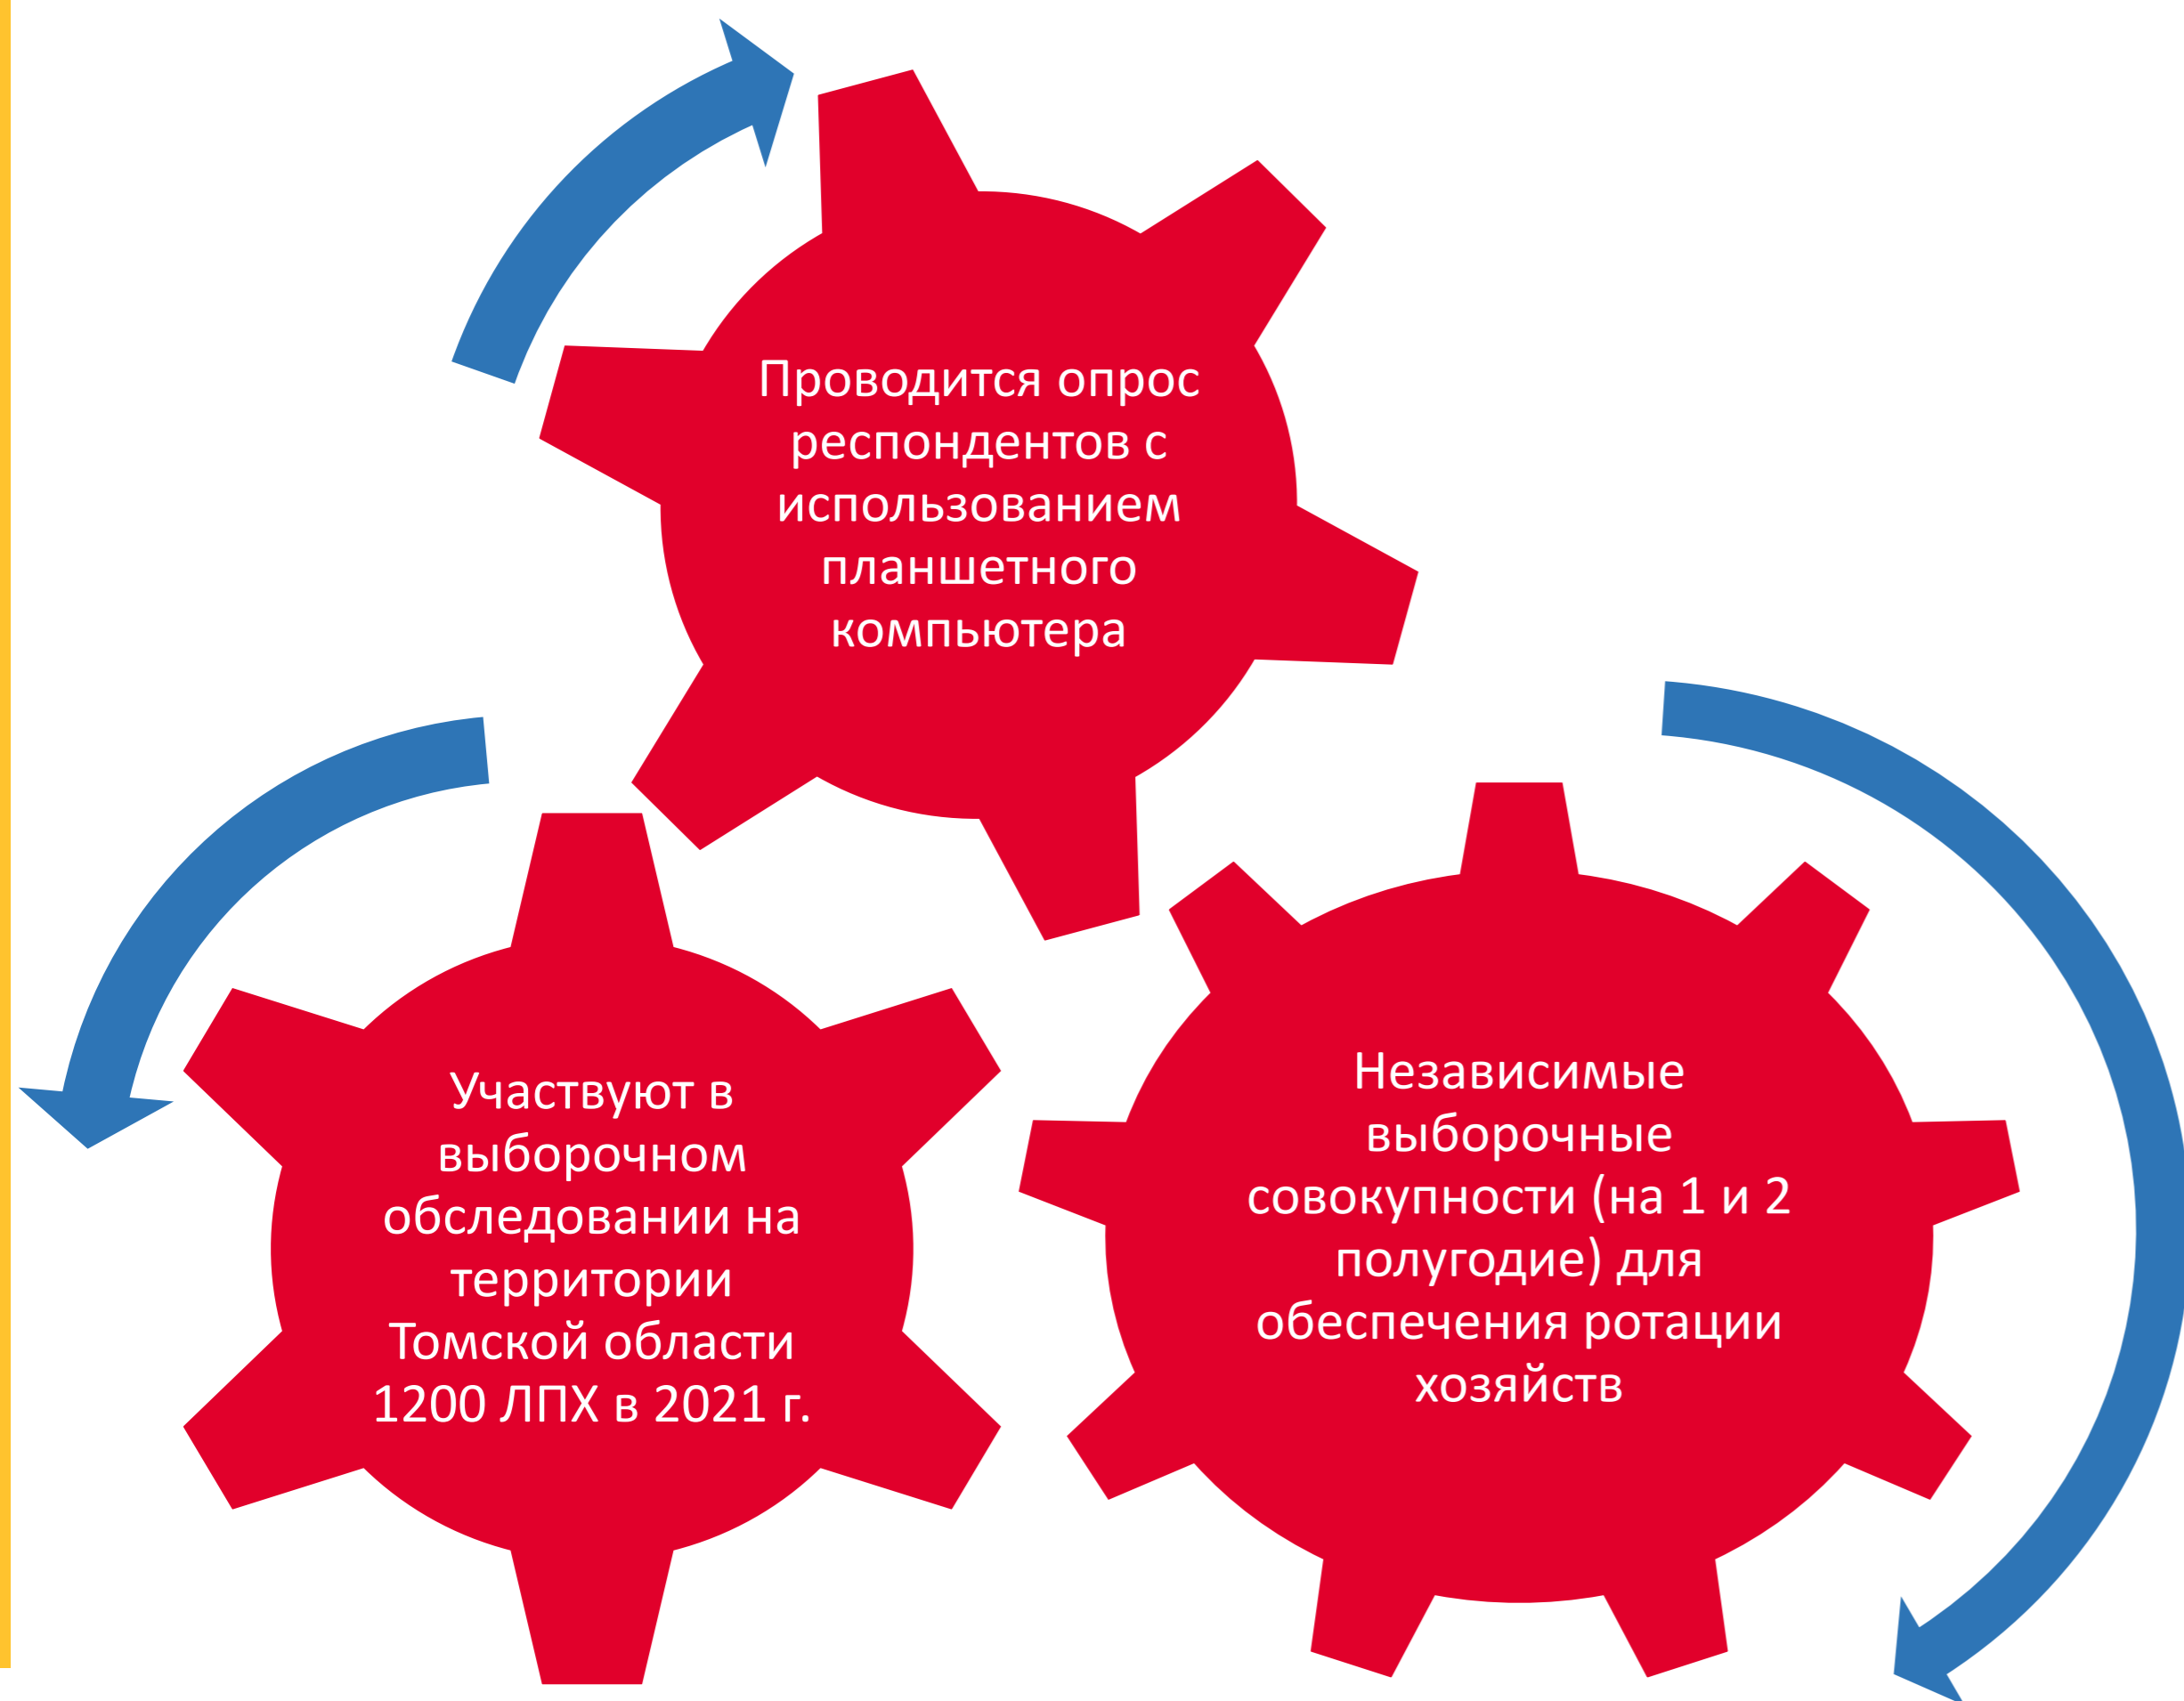 Проводится опрос
респондентов с
использованием
планшетного
компьютера
Участвуют в
выборочном
обследовании на
территории
Томской области
1200 ЛПХ в 2021 г.
Независимые
выборочные
совокупности (на 1 и 2
полугодие) для
обеспечения ротации
хозяйств